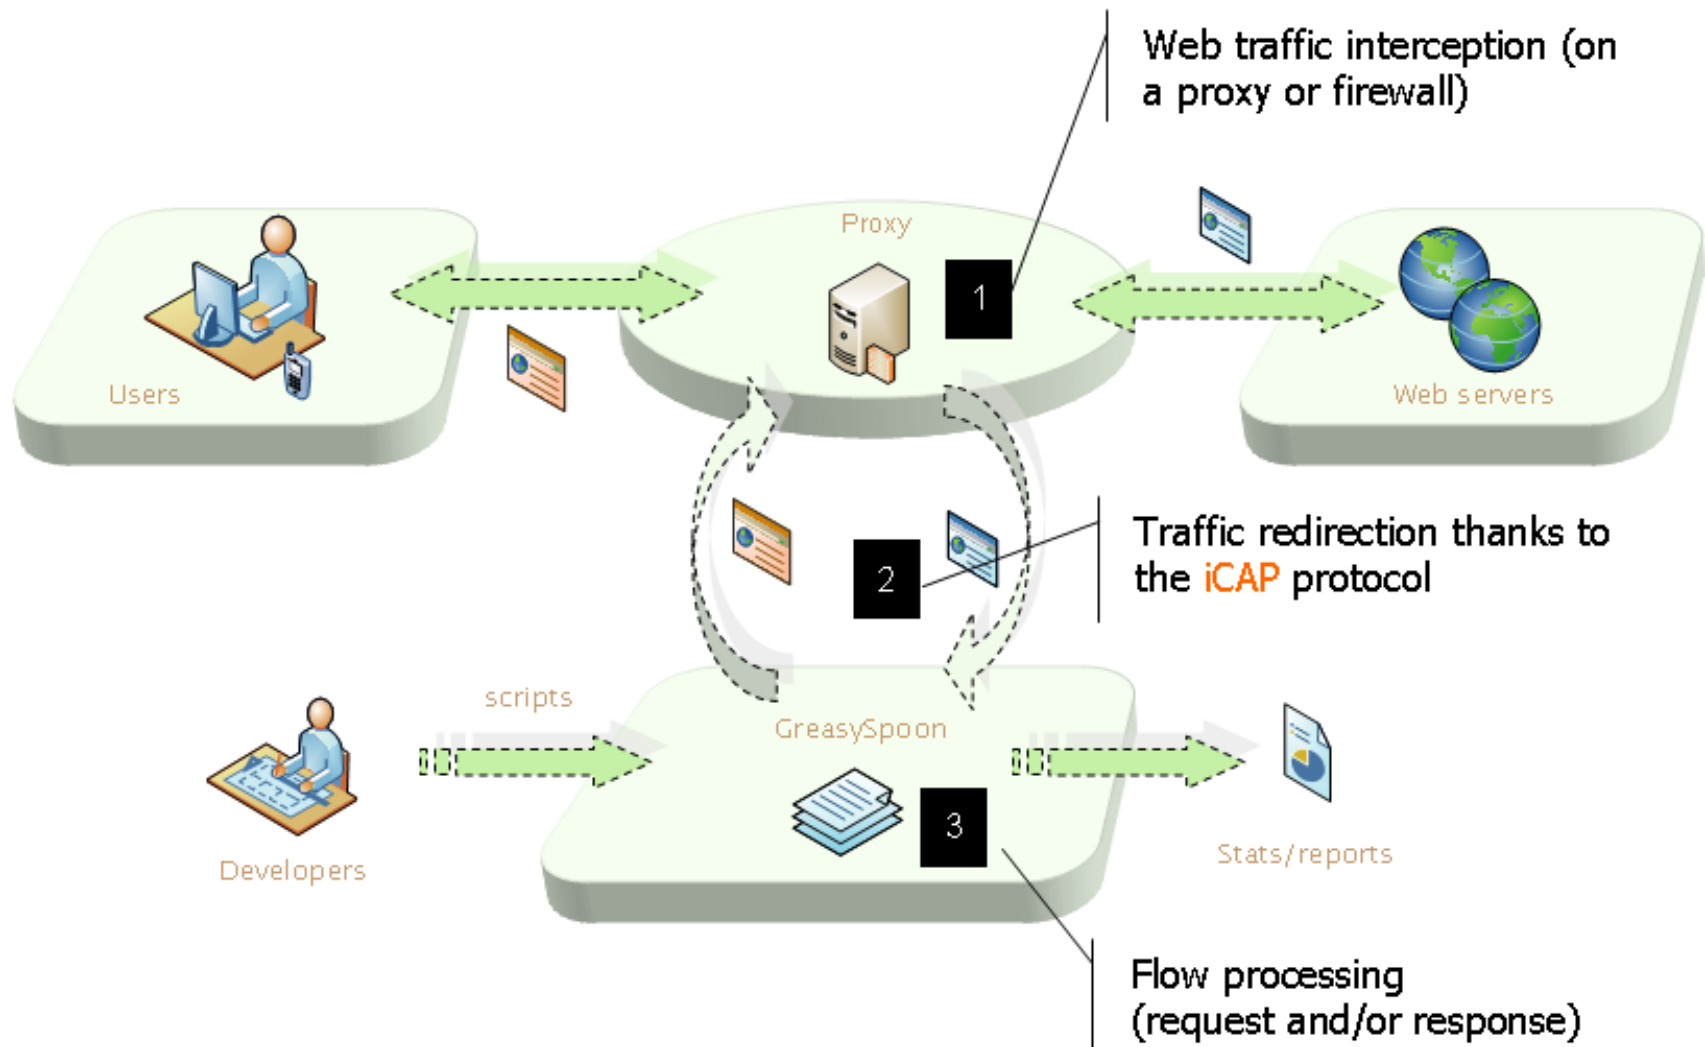 Web traffic interception (on
a proxy or firewall)
Proxy
1
Users
Web servers
Traffic redirection thanks to
the iCAP protocol
2
scripts
GreasySpoon
3
Developers
Stats/reports
Flow processing
(request and/or response)